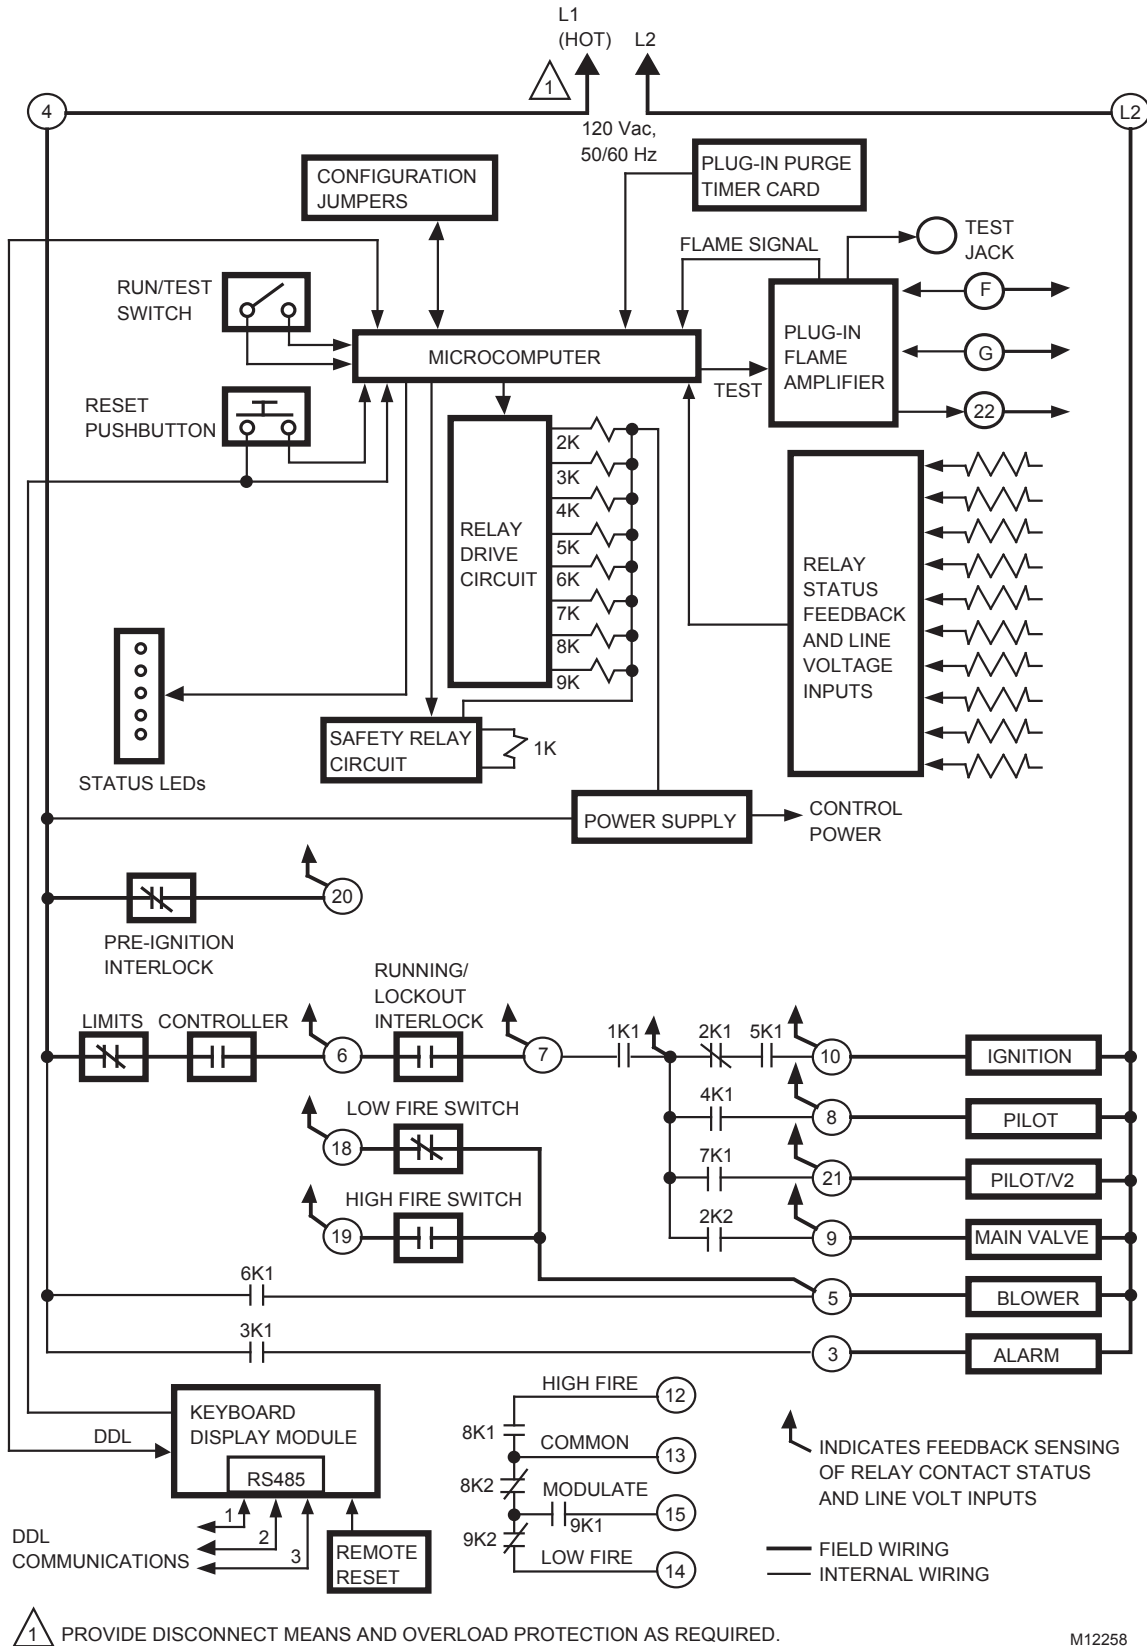 L1
(HOT)
L2
1
4
L2
120 Vac,
50/60 Hz
CONFIGURATION
JUMPERS
PLUG-IN PURGE
TIMER CARD
FLAME SIGNAL
TEST
JACK
RUN/TEST
SWITCH
F
MICROCOMPUTER
PLUG-IN
FLAME
AMPLIFIER
G
TEST
RESET
PUSHBUTTON
22
2K
3K
4K
5K
6K
7K
8K
9K
RELAY
DRIVE
CIRCUIT
RELAY
STATUS
FEEDBACK
AND LINE
VOLTAGE
INPUTS
STATUS LEDs
SAFETY RELAY
CIRCUIT
1K
POWER SUPPLY
CONTROL
POWER
20
PRE-IGNITION
INTERLOCK
RUNNING/
LOCKOUT
INTERLOCK
LIMITS
CONTROLLER
6
7
1K1
2K1
5K1
10
IGNITION
LOW FIRE SWITCH
18
4K1
8
PILOT
HIGH FIRE SWITCH
19
7K1
21
PILOT/V2
2K2
9
MAIN VALVE
6K1
5
BLOWER
3K1
3
ALARM
KEYBOARD
DISPLAY MODULE
RS485
DDL
1
2
3
DDL
COMMUNICATIONS
REMOTE
RESET
HIGH FIRE
12
8K1
COMMON
13
8K2
MODULATE
15
9K1
9K2
LOW FIRE
14
INDICATES FEEDBACK SENSING
OF RELAY CONTACT STATUS
AND LINE VOLT INPUTS
FIELD WIRING
INTERNAL WIRING
1 PROVIDE DISCONNECT MEANS AND OVERLOAD PROTECTION AS REQUIRED.
M12258